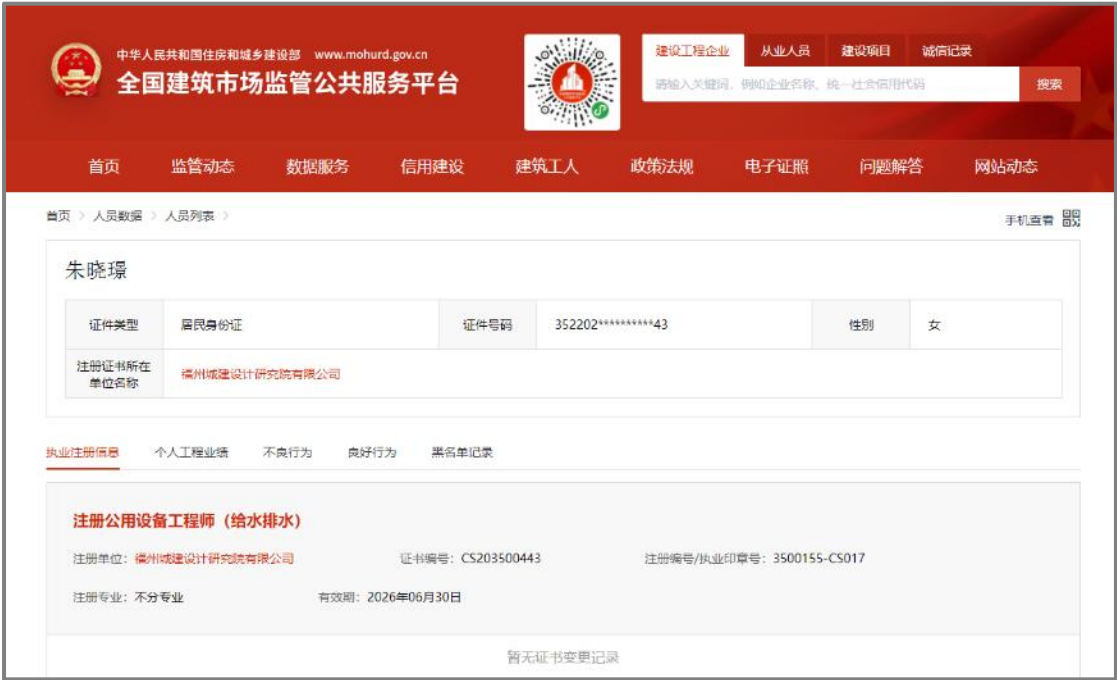 中华人民共和国住房和城乡建设部 www.mohurd.gov.cn
全国建筑市场监管公共服务平台
建设工程企业 从业人员 建设项目 诚信记录
请输入关键词，例如企业名称、统一社会信用代码 搜索
首页 监管动态 数据服务 信用建设 建筑工人 政策法规 电子证照 问题解答 网站动态
首页 > 人员数据 > 人员列表 >
手机查看
朱晓璟
证件类型 居民身份证 证件号码 352202**********43 性别 女
注册证书所在
单位名称
福州城建设计研究院有限公司
执业注册信息 个人工程业绩 不良行为 良好行为 黑名单记录
注册公用设备工程师（给水排水）
注册单位：福州城建设计研究院有限公司 证书编号：CS203500443 注册编号/执业印章号：3500155-CS017
注册专业：不分专业 有效期：2026年06月30日
暂无证书变更记录